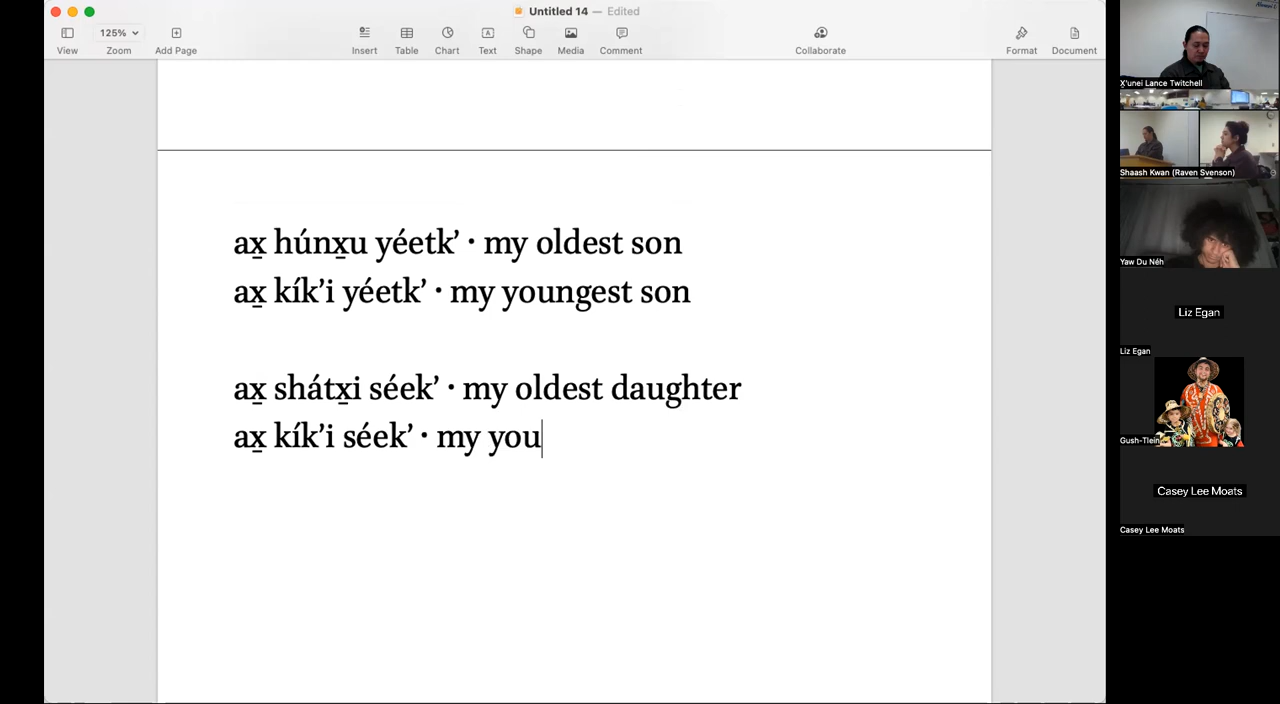 Untitled 14 — Edited
125%
View Zoom Add Page Insert Table Chart Text Shape Media Comment Collaborate Format Document
ax̱ húnx̱u yéetk’ · my oldest son
ax̱ kík’i yéetk’ · my youngest son
ax̱ shátx̱i séek’ · my oldest daughter
ax̱ kík’i séek’ · my you
X̱'unei Lance Twitchell
Shaash Kwan (Raven Svenson)
Yaw Du Néh
Liz Egan
Liz Egan
Gush-Tlein
Casey Lee Moats
Casey Lee Moats